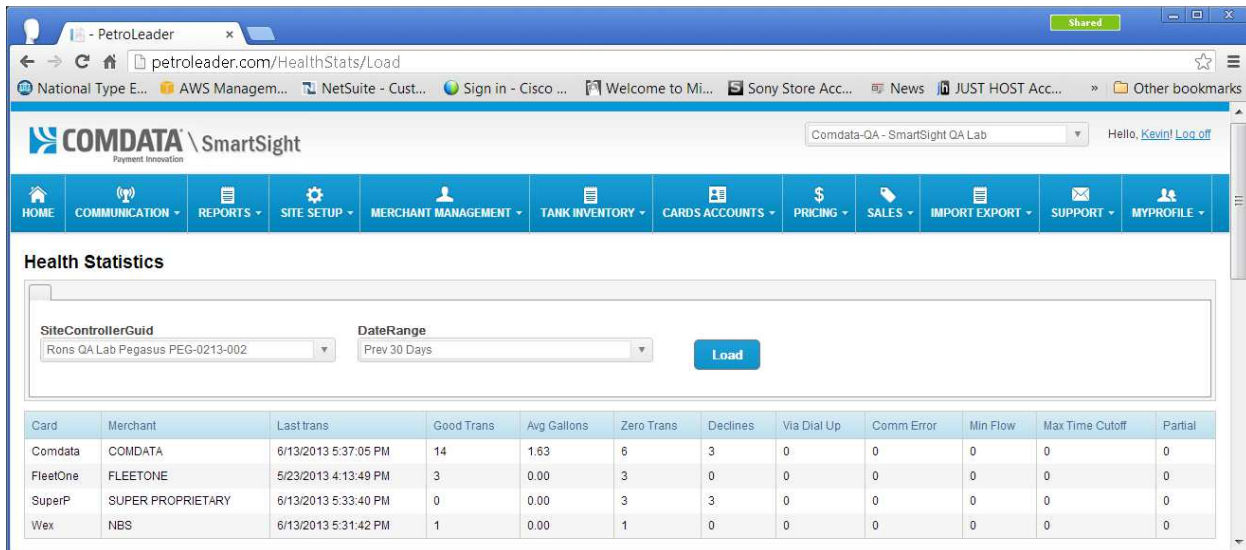 - PetroLeader
Shared
petroleader.com/HealthStats/Load
National Type E... AWS Managem... NetSuite - Cust... Sign in - Cisco ... Welcome to Mi... Sony Store Acc... News JUST HOST Acc... » Other bookmarks
COMDATA \ SmartSight
Payment Innovation
Comdata-QA - SmartSight QA Lab
Hello, Kevin! Log off
HOME COMMUNICATION REPORTS SITE SETUP MERCHANT MANAGEMENT TANK INVENTORY CARDS ACCOUNTS PRICING SALES IMPORT EXPORT SUPPORT MYPROFILE
Health Statistics
SiteControllerGuid DateRange
Rons QA Lab Pegasus PEG-0213-002 Prev 30 Days Load
Card Merchant Last trans Good Trans Avg Gallons Zero Trans Declines Via Dial Up Comm Error Min Flow Max Time Cutoff Partial
Comdata COMDATA 6/13/2013 5:37:05 PM 14 1.63 6 3 0 0 0 0 0
FleetOne FLEETONE 5/23/2013 4:13:49 PM 3 0.00 3 0 0 0 0 0 0
SuperP SUPER PROPRIETARY 6/13/2013 5:33:40 PM 0 0.00 3 3 0 0 0 0 0
Wex NBS 6/13/2013 5:31:42 PM 1 0.00 1 0 0 0 0 0 0